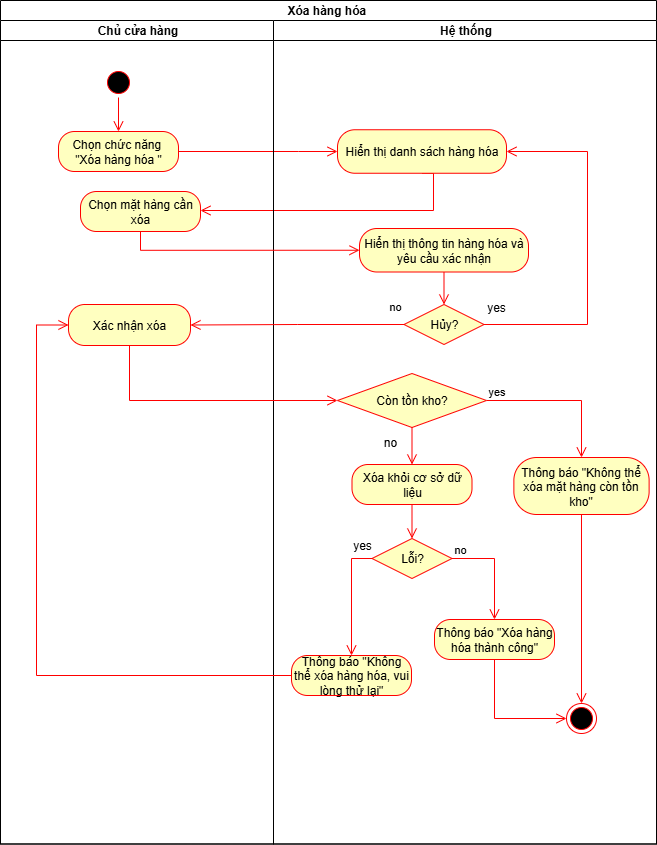 Xóa hàng hóa
Chủ cửa hàng
Hệ thống
Chọn chức năng
"Xóa hàng hóa "
Hiển thị danh sách hàng hóa
Chọn mặt hàng cần
xóa
Hiển thị thông tin hàng hóa và
yêu cầu xác nhận
no
yes
Hủy?
Xác nhận xóa
Còn tồn kho?
yes
no
Xóa khỏi cơ sở dữ
liệu
Thông báo "Không thể
xóa mặt hàng còn tồn
kho"
yes
no
Lỗi?
Thông báo "Xóa hàng
hóa thành công"
Thông báo "Không
thể xóa hàng hóa, vui
lòng thử lại"